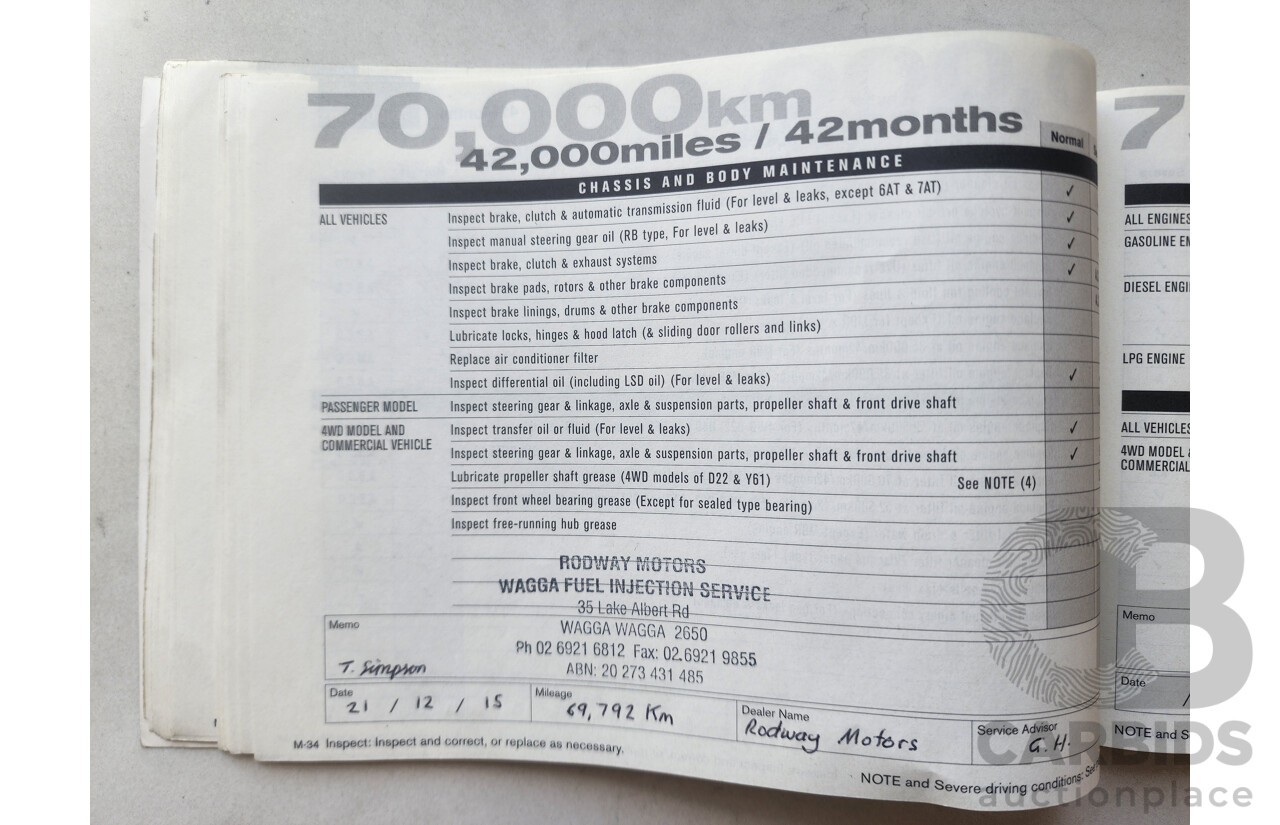 70,000km
42,000miles / 42months
Normal
CHASSIS AND BODY MAINTENANCE
ALL VEHICLES
Inspect brake, clutch & automatic transmission fluid (For level & leaks, except 6AT & 7AT) ✓
Inspect manual steering gear oil (RB type, For level & leaks) ✓
Inspect brake, clutch & exhaust systems ✓
Inspect brake pads, rotors & other brake components ✓
Inspect brake linings, drums & other brake components
Lubricate locks, hinges & hood latch (& sliding door rollers and links)
Replace air conditioner filter
Inspect differential oil (including LSD oil) (For level & leaks) ✓
PASSENGER MODEL Inspect steering gear & linkage, axle & suspension parts, propeller shaft & front drive shaft
4WD MODEL AND
COMMERCIAL VEHICLE
Inspect transfer oil or fluid (For level & leaks) ✓
Inspect steering gear & linkage, axle & suspension parts, propeller shaft & front drive shaft ✓
Lubricate propeller shaft grease (4WD models of D22 & Y61) See NOTE (4)
Inspect front wheel bearing grease (Except for sealed type bearing)
Inspect free-running hub grease
RODWAY MOTORS
WAGGA FUEL INJECTION SERVICE
35 Lake Albert Rd
WAGGA WAGGA 2650
Ph 02 6921 6812 Fax: 02.6921 9855
ABN: 20 273 431 485
Memo
T. Simpson
Date
21 / 12 / 15
Mileage
69,792 Km
Dealer Name
Rodway Motors
Service Advisor
G.H.
M-34 Inspect: Inspect and correct, or replace as necessary.
NOTE and Severe driving conditions:
7
ALL ENGINES
GASOLINE
DIESEL
LPG ENGINE
ALL VEHICLES
4WD MODEL
COMMERCIAL
Memo
Date
/
NOTE and
CB
CARBIDS
auctionplace